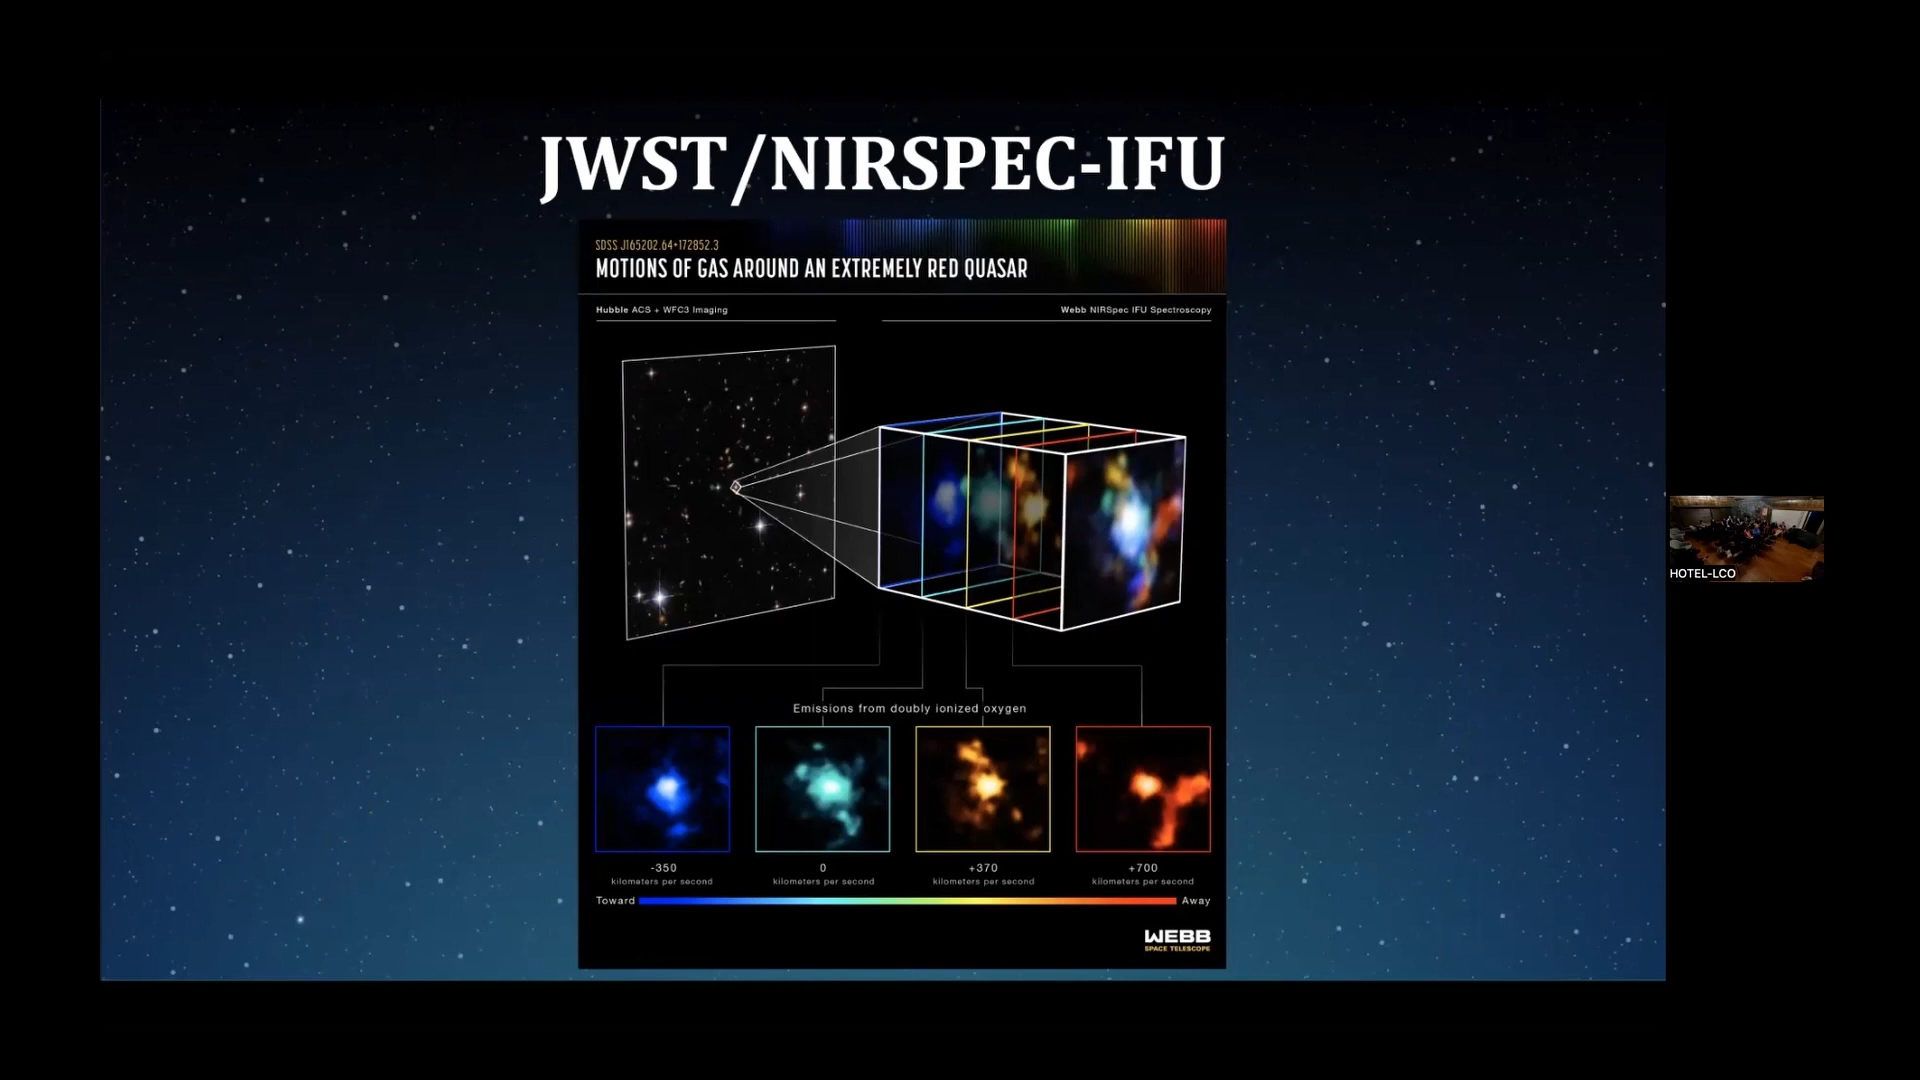 JWST/NIRSPEC-IFU
SDSS J165202.64+172852.3
MOTIONS OF GAS AROUND AN EXTREMELY RED QUASAR
Hubble ACS + WFC3 Imaging
Webb NIRSpec IFU Spectroscopy
Emissions from doubly ionized oxygen
-350
kilometers per second
0
kilometers per second
+370
kilometers per second
+700
kilometers per second
Toward
Away
WEBB
SPACE TELESCOPE
HOTEL-LCO